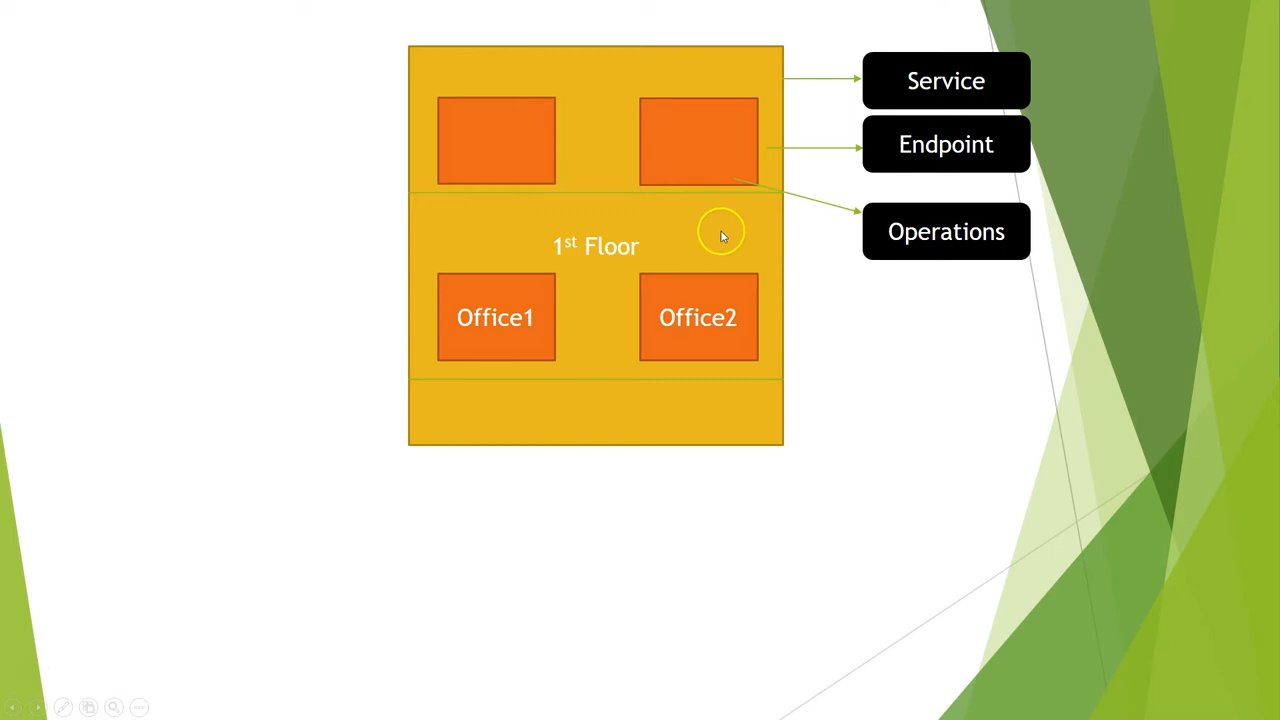 Service
Endpoint
Operations
1st Floor
Office1
Office2